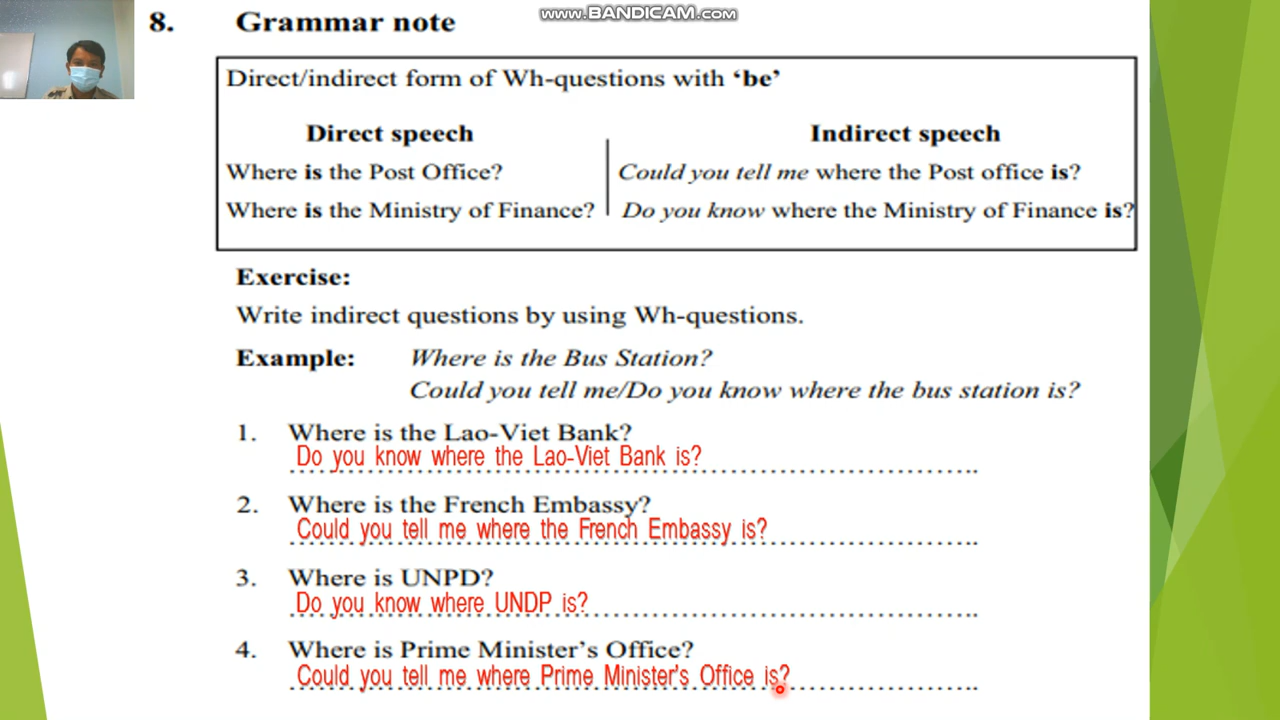 www.BANDICAM.com
8. Grammar note
Direct/indirect form of Wh-questions with ‘be’
Direct speech Indirect speech
Where is the Post Office? Could you tell me where the Post office is?
Where is the Ministry of Finance? Do you know where the Ministry of Finance is?
Exercise:
Write indirect questions by using Wh-questions.
Example: Where is the Bus Station?
Could you tell me/Do you know where the bus station is?
1. Where is the Lao-Viet Bank?
Do you know where the Lao-Viet Bank is?
2. Where is the French Embassy?
Could you tell me where the French Embassy is?
3. Where is UNPD?
Do you know where UNDP is?
4. Where is Prime Minister’s Office?
Could you tell me where Prime Minister’s Office is?